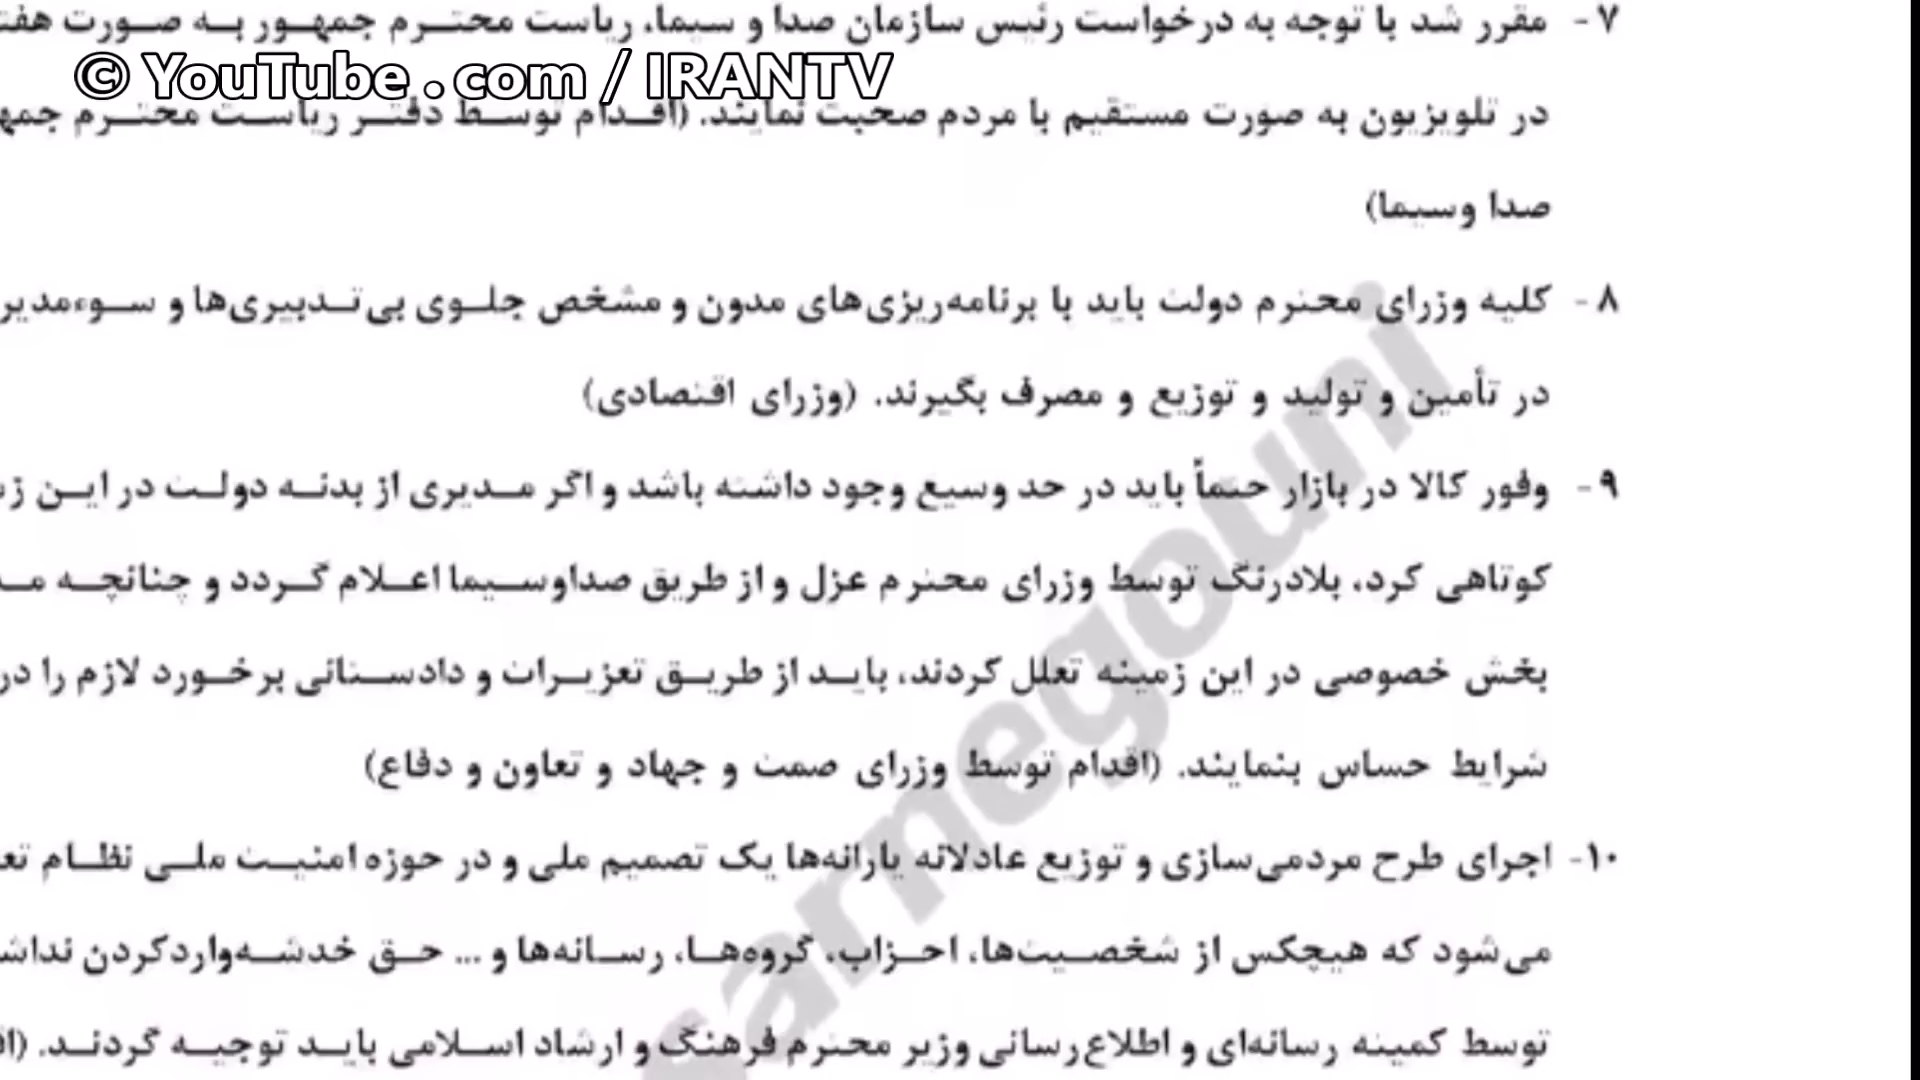 ۷- مقرر شد با توجه به درخواست رئیس سازمان صدا و سیما، ریاست محترم جمهور به صورت
© YouTube.com / IRANTV
در تلویزیون به صورت مستقیم با مردم صحبت نمایند. (اقدام توسط دفتر ریاست محترم
صدا وسیما)
۸- کلیه وزرای محترم دولت باید با برنامه‌ریزی‌های مدون و مشخص جلوی بی‌تدبیری‌ها و
در تأمین و تولید و توزیع و مصرف بگیرند. (وزرای اقتصادی)
۹- وفور کالا در بازار حتماً باید در حد وسیع وجود داشته باشد و اگر مدیری از بدنه دولت در این
کوتاهی کرد، بلادرنگ توسط وزرای محترم عزل و از طریق صداوسیما اعلام گردد و چنانچه
بخش خصوصی در این زمینه تعلل کردند، باید از طریق تعزیرات و دادستانی برخورد لازم را در
شرایط حساس بنمایند. (اقدام توسط وزرای صمت و جهاد و تعاون و دفاع)
۱۰- اجرای طرح مردمی‌سازی و توزیع عادلانه یارانه‌ها یک تصمیم ملی و در حوزه امنیت ملی نظام
می‌شود که هیچکس از شخصیت‌ها، احزاب، گروه‌ها، رسانه‌ها و ... حق خدشه‌واردکردن
توسط کمینه رسانه‌ای و اطلاع‌رسانی وزیر محترم فرهنگ و ارشاد اسلامی باید توجیه گردند.
sarnegouni